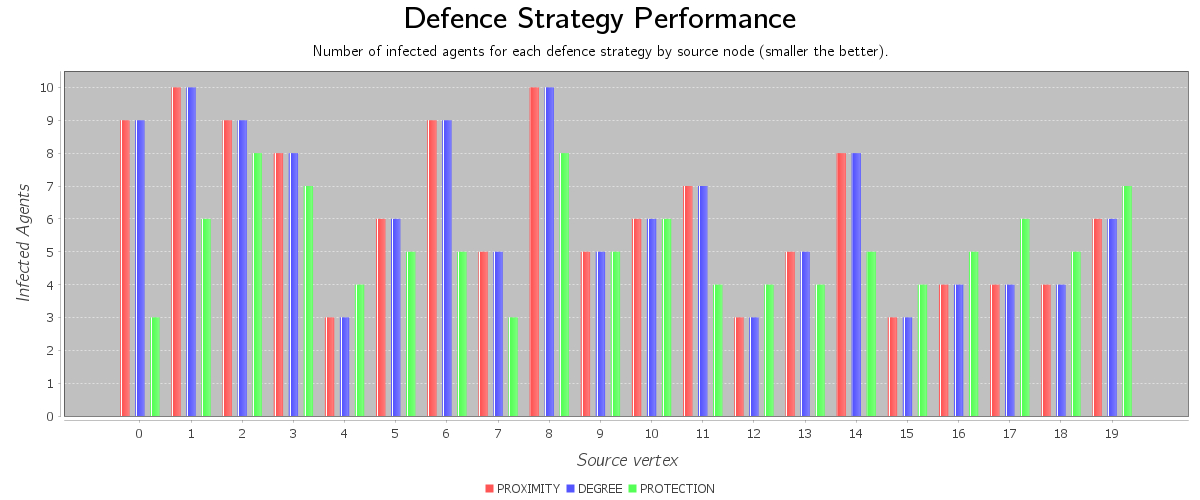 Defence Strategy Performance
Number of infected agents for each defence strategy by source node (smaller the better).
Infected Agents
10
9
8
7
6
5
4
3
2
1
0
0 1 2 3 4 5 6 7 8 9 10 11 12 13 14 15 16 17 18 19
Source vertex
PROXIMITY DEGREE PROTECTION